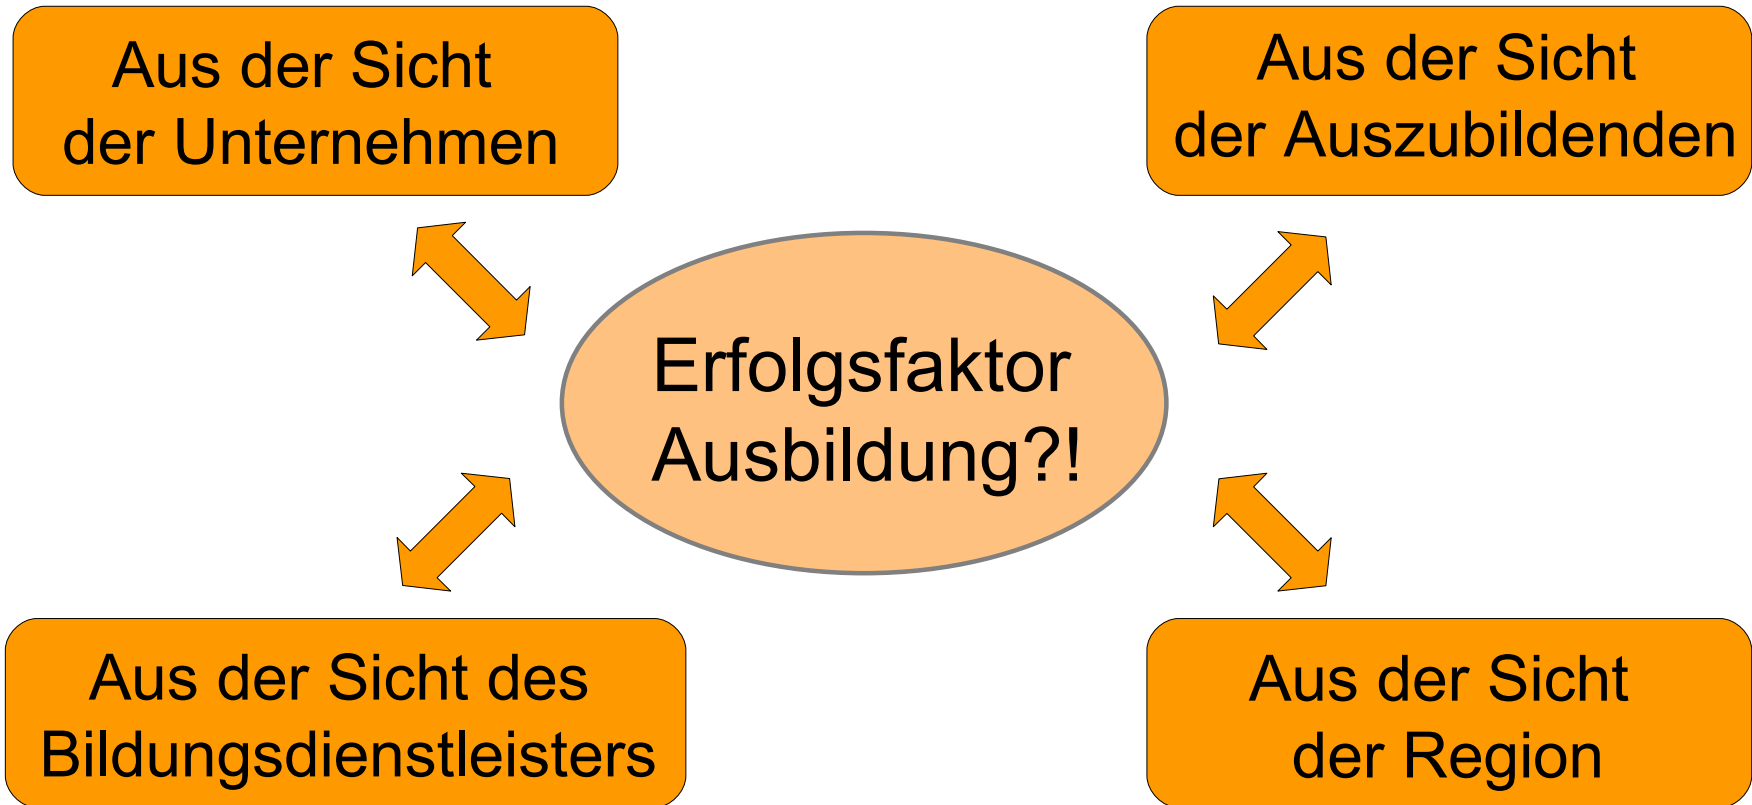 Aus der Sicht
der Unternehmen
Aus der Sicht
der Auszubildenden
Erfolgsfaktor
Ausbildung?!
Aus der Sicht des
Bildungsdienstleisters
Aus der Sicht
der Region